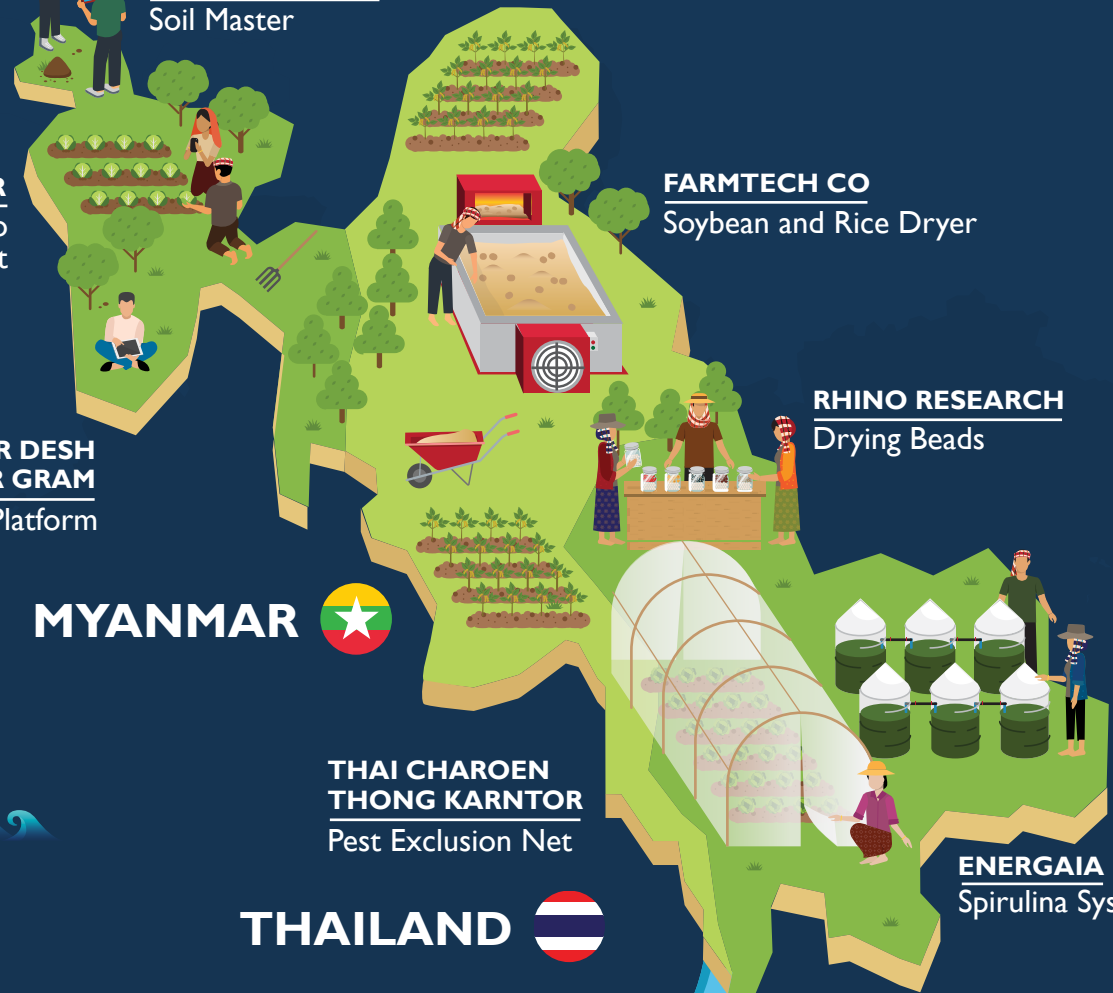 Soil Master
R
t
FARMTECH CO
Soybean and Rice Dryer
RHINO RESEARCH
Drying Beads
R DESH
R GRAM
Platform
MYANMAR
THAI CHAROEN
THONG KARNTOR
Pest Exclusion Net
ENERGAIA
Spirulina Sys
THAILAND